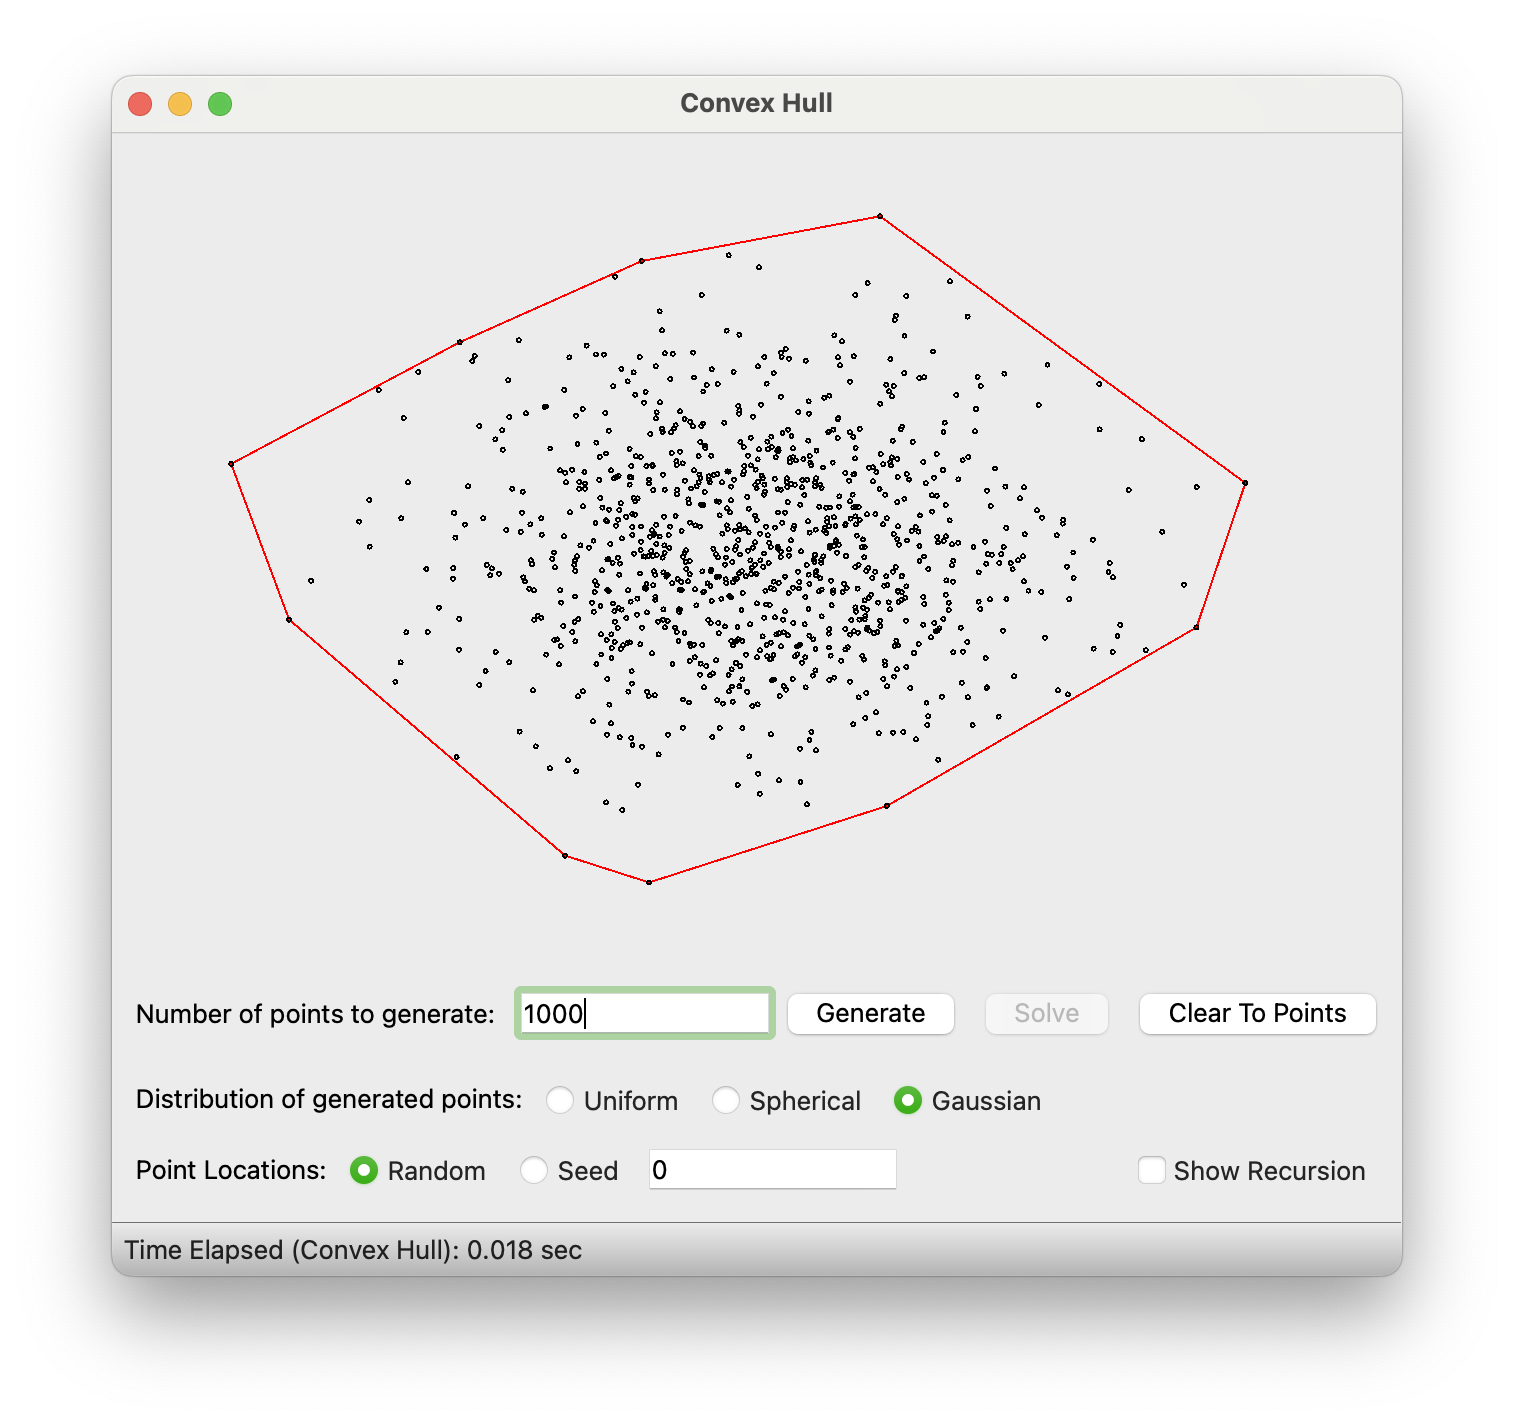 Convex Hull
Number of points to generate: 1000 Generate Solve Clear To Points
Distribution of generated points: Uniform Spherical Gaussian
Point Locations: Random Seed 0 Show Recursion
Time Elapsed (Convex Hull): 0.018 sec